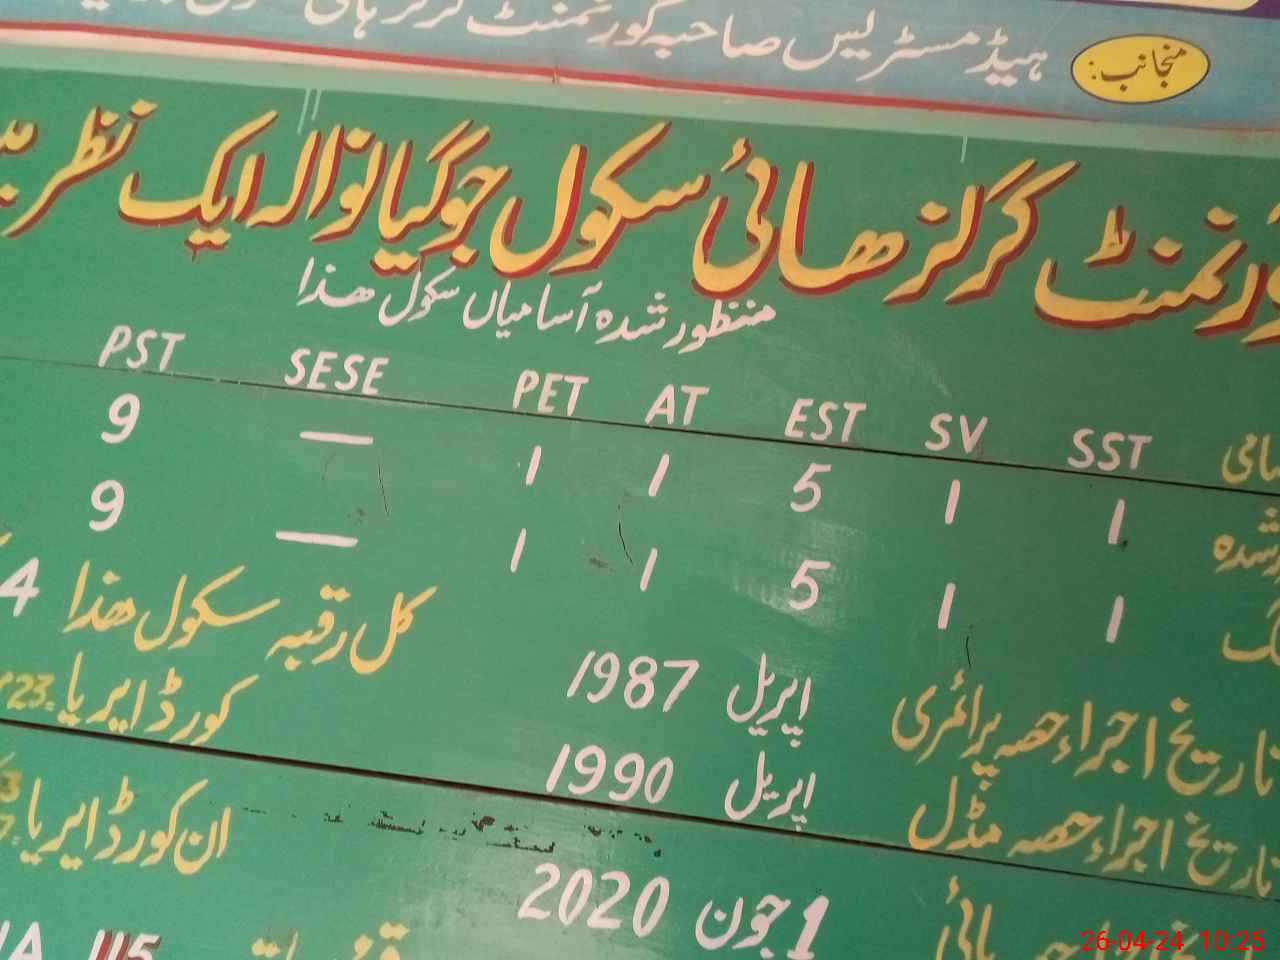 منجانب: ہیڈ مسٹریس صاحبہ گورنمنٹ گرلز ہائی
گورنمنٹ گرلز ھائی سکول جوگیانوالہ ایک نظر میں
منظور شدہ آسامیاں سکول ھذا
SST SV EST AT PET SESE PST
1 1 5 1 1 — 9
1 1 5 1 1 — 9
تاریخ اجراء حصہ پرائمری اپریل 1987 کل رقبہ سکول ھذا 4
تاریخ اجراء حصہ مڈل اپریل 1990 کورڈ ایریا 23
1 جون 2020 ان کورڈ ایریا
26-04-24 10:25